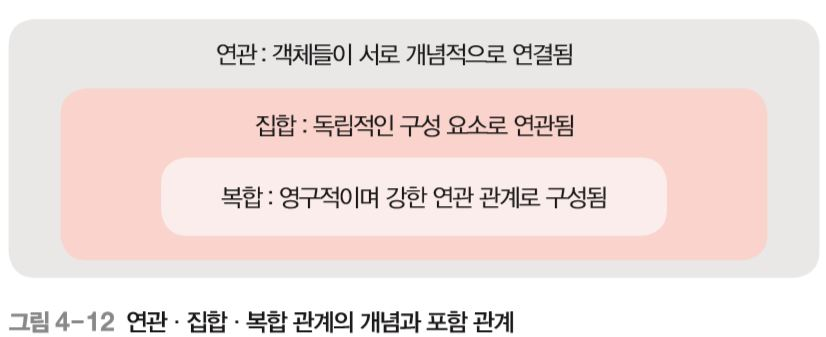 연관 : 객체들이 서로 개념적으로 연결됨
집합 : 독립적인 구성 요소로 연관됨
복합 : 영구적이며 강한 연관 관계로 구성됨
그림 4-12 연관 · 집합 · 복합 관계의 개념과 포함 관계